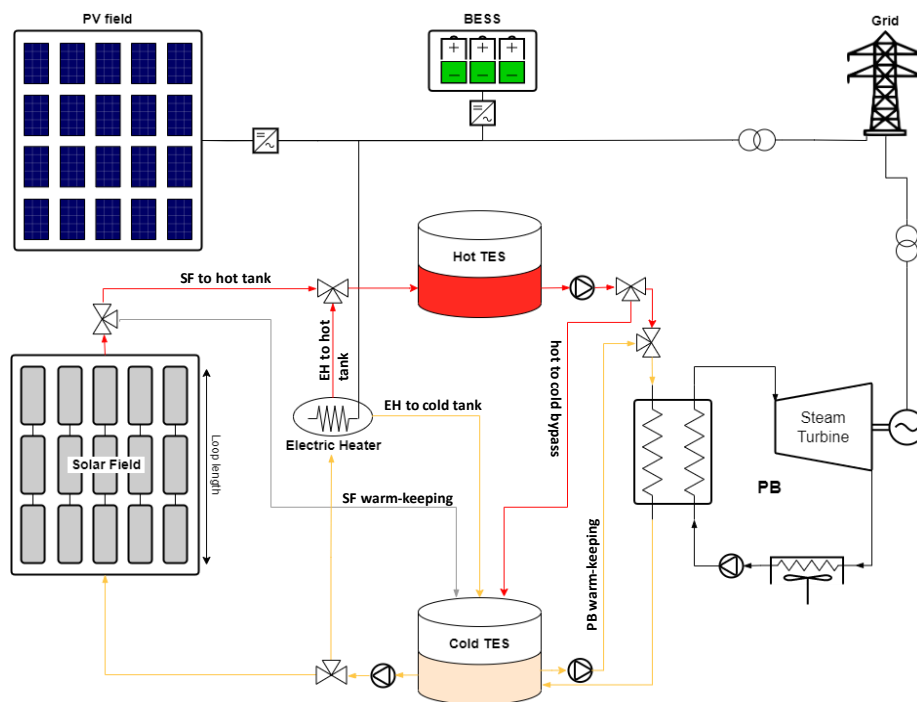 PV field
BESS
Grid
Hot TES
SF to hot tank
EH to hot
tank
hot to cold bypass
EH to cold tank
Electric Heater
Steam
Turbine
Solar Field
Loop length
SF warm-keeping
PB
PB warm-keeping
Cold TES